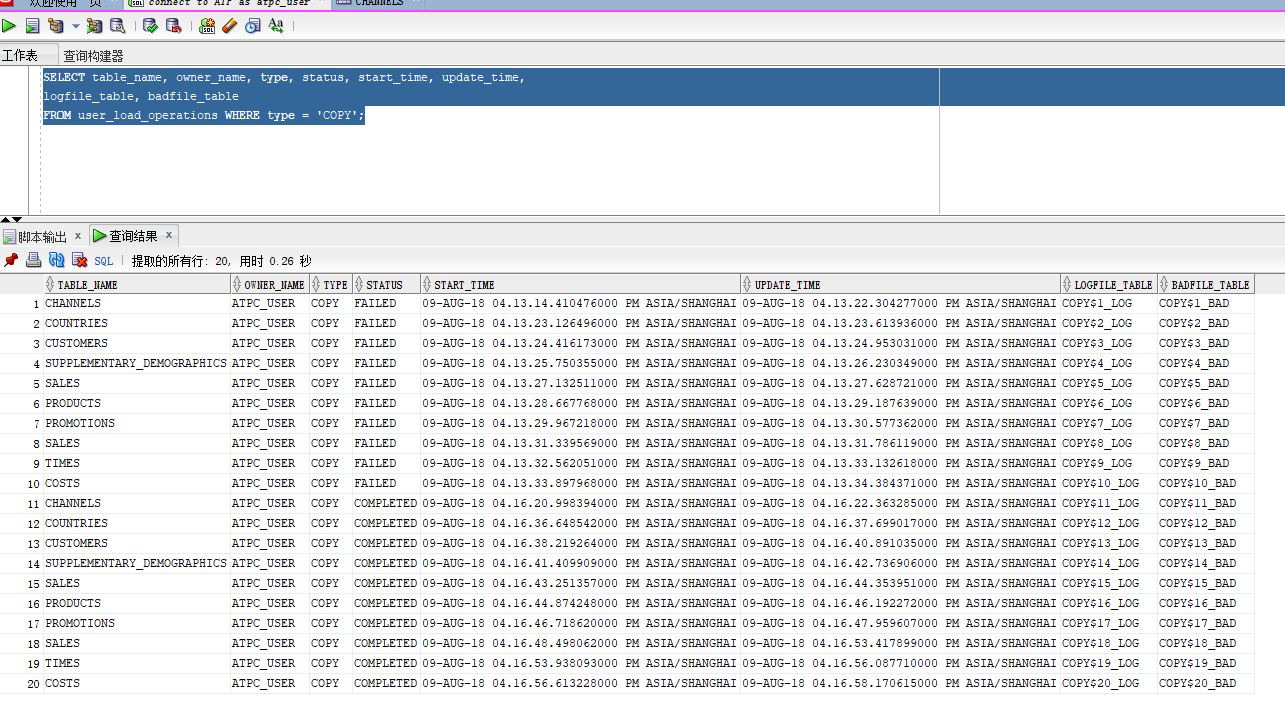 欢迎使用 页 connect to ATP as atpc_user CHANNELS
工作表 查询构建器
SELECT table_name, owner_name, type, status, start_time, update_time,
logfile_table, badfile_table
FROM user_load_operations WHERE type = 'COPY';
脚本输出 x 查询结果 x
SQL 提取的所有行: 20, 用时 0.26 秒
TABLE_NAME OWNER_NAME TYPE STATUS START_TIME UPDATE_TIME LOGFILE_TABLE BADFILE_TABLE
1 CHANNELS ATPC_USER COPY FAILED 09-AUG-18 04.13.14.410476000 PM ASIA/SHANGHAI 09-AUG-18 04.13.22.304277000 PM ASIA/SHANGHAI COPY$1_LOG COPY$1_BAD
2 COUNTRIES ATPC_USER COPY FAILED 09-AUG-18 04.13.23.126496000 PM ASIA/SHANGHAI 09-AUG-18 04.13.23.613936000 PM ASIA/SHANGHAI COPY$2_LOG COPY$2_BAD
3 CUSTOMERS ATPC_USER COPY FAILED 09-AUG-18 04.13.24.416173000 PM ASIA/SHANGHAI 09-AUG-18 04.13.24.953031000 PM ASIA/SHANGHAI COPY$3_LOG COPY$3_BAD
4 SUPPLEMENTARY_DEMOGRAPHICS ATPC_USER COPY FAILED 09-AUG-18 04.13.25.750355000 PM ASIA/SHANGHAI 09-AUG-18 04.13.26.230349000 PM ASIA/SHANGHAI COPY$4_LOG COPY$4_BAD
5 SALES ATPC_USER COPY FAILED 09-AUG-18 04.13.27.132511000 PM ASIA/SHANGHAI 09-AUG-18 04.13.27.628721000 PM ASIA/SHANGHAI COPY$5_LOG COPY$5_BAD
6 PRODUCTS ATPC_USER COPY FAILED 09-AUG-18 04.13.28.667768000 PM ASIA/SHANGHAI 09-AUG-18 04.13.29.187639000 PM ASIA/SHANGHAI COPY$6_LOG COPY$6_BAD
7 PROMOTIONS ATPC_USER COPY FAILED 09-AUG-18 04.13.29.967218000 PM ASIA/SHANGHAI 09-AUG-18 04.13.30.577362000 PM ASIA/SHANGHAI COPY$7_LOG COPY$7_BAD
8 SALES ATPC_USER COPY FAILED 09-AUG-18 04.13.31.339569000 PM ASIA/SHANGHAI 09-AUG-18 04.13.31.786119000 PM ASIA/SHANGHAI COPY$8_LOG COPY$8_BAD
9 TIMES ATPC_USER COPY FAILED 09-AUG-18 04.13.32.562051000 PM ASIA/SHANGHAI 09-AUG-18 04.13.33.132618000 PM ASIA/SHANGHAI COPY$9_LOG COPY$9_BAD
10 COSTS ATPC_USER COPY FAILED 09-AUG-18 04.13.33.897968000 PM ASIA/SHANGHAI 09-AUG-18 04.13.34.384371000 PM ASIA/SHANGHAI COPY$10_LOG COPY$10_BAD
11 CHANNELS ATPC_USER COPY COMPLETED 09-AUG-18 04.16.20.998394000 PM ASIA/SHANGHAI 09-AUG-18 04.16.22.363285000 PM ASIA/SHANGHAI COPY$11_LOG COPY$11_BAD
12 COUNTRIES ATPC_USER COPY COMPLETED 09-AUG-18 04.16.36.648542000 PM ASIA/SHANGHAI 09-AUG-18 04.16.37.699017000 PM ASIA/SHANGHAI COPY$12_LOG COPY$12_BAD
13 CUSTOMERS ATPC_USER COPY COMPLETED 09-AUG-18 04.16.38.219264000 PM ASIA/SHANGHAI 09-AUG-18 04.16.40.891035000 PM ASIA/SHANGHAI COPY$13_LOG COPY$13_BAD
14 SUPPLEMENTARY_DEMOGRAPHICS ATPC_USER COPY COMPLETED 09-AUG-18 04.16.41.409909000 PM ASIA/SHANGHAI 09-AUG-18 04.16.42.736906000 PM ASIA/SHANGHAI COPY$14_LOG COPY$14_BAD
15 SALES ATPC_USER COPY COMPLETED 09-AUG-18 04.16.43.251357000 PM ASIA/SHANGHAI 09-AUG-18 04.16.44.353951000 PM ASIA/SHANGHAI COPY$15_LOG COPY$15_BAD
16 PRODUCTS ATPC_USER COPY COMPLETED 09-AUG-18 04.16.44.874248000 PM ASIA/SHANGHAI 09-AUG-18 04.16.46.192272000 PM ASIA/SHANGHAI COPY$16_LOG COPY$16_BAD
17 PROMOTIONS ATPC_USER COPY COMPLETED 09-AUG-18 04.16.46.718620000 PM ASIA/SHANGHAI 09-AUG-18 04.16.47.959607000 PM ASIA/SHANGHAI COPY$17_LOG COPY$17_BAD
18 SALES ATPC_USER COPY COMPLETED 09-AUG-18 04.16.48.498062000 PM ASIA/SHANGHAI 09-AUG-18 04.16.53.417899000 PM ASIA/SHANGHAI COPY$18_LOG COPY$18_BAD
19 TIMES ATPC_USER COPY COMPLETED 09-AUG-18 04.16.53.938093000 PM ASIA/SHANGHAI 09-AUG-18 04.16.56.087710000 PM ASIA/SHANGHAI COPY$19_LOG COPY$19_BAD
20 COSTS ATPC_USER COPY COMPLETED 09-AUG-18 04.16.56.613228000 PM ASIA/SHANGHAI 09-AUG-18 04.16.58.170615000 PM ASIA/SHANGHAI COPY$20_LOG COPY$20_BAD